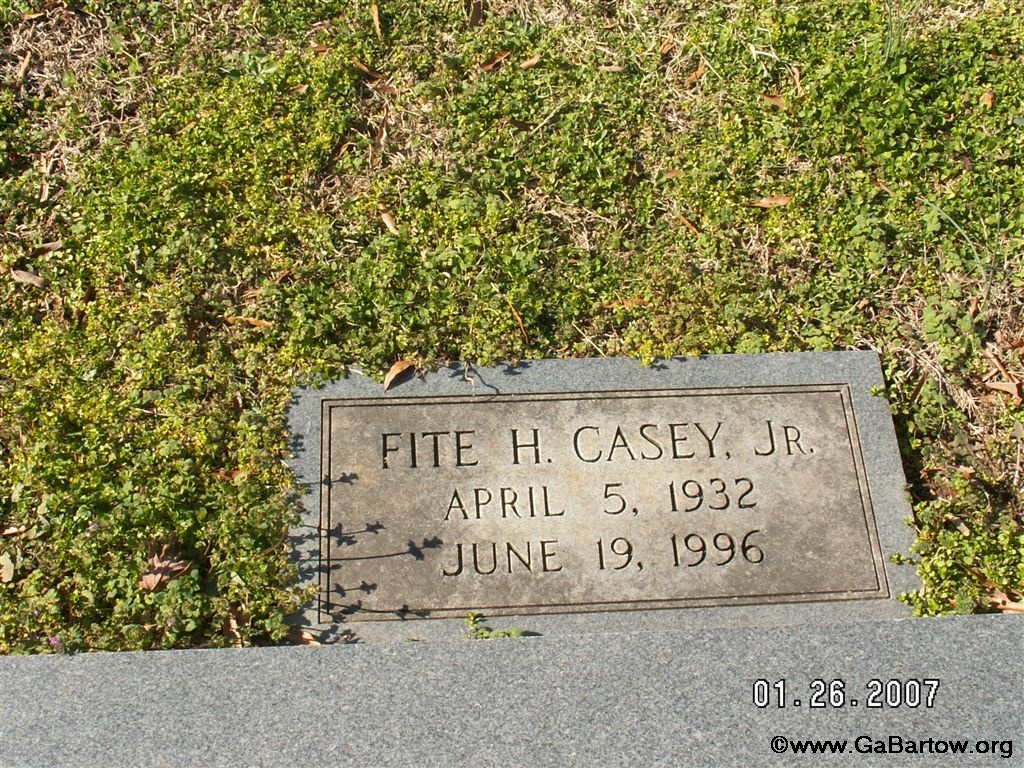 FITE H. CASEY, JR.
APRIL 5, 1932
JUNE 19, 1996
01.26.2007
©www.GaBartow.org